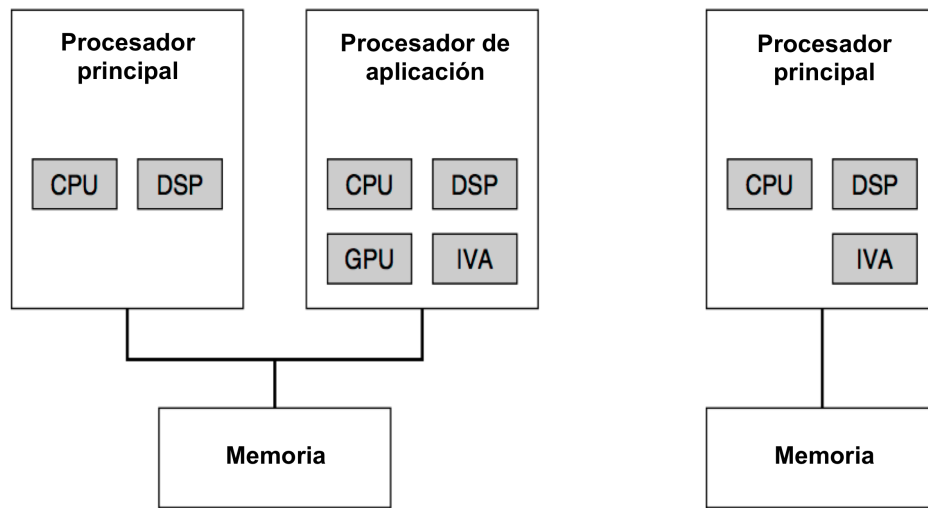 Procesador
principal
CPU
DSP
Procesador de
aplicación
CPU
DSP
GPU
IVA
Memoria
Procesador
principal
CPU
DSP
IVA
Memoria